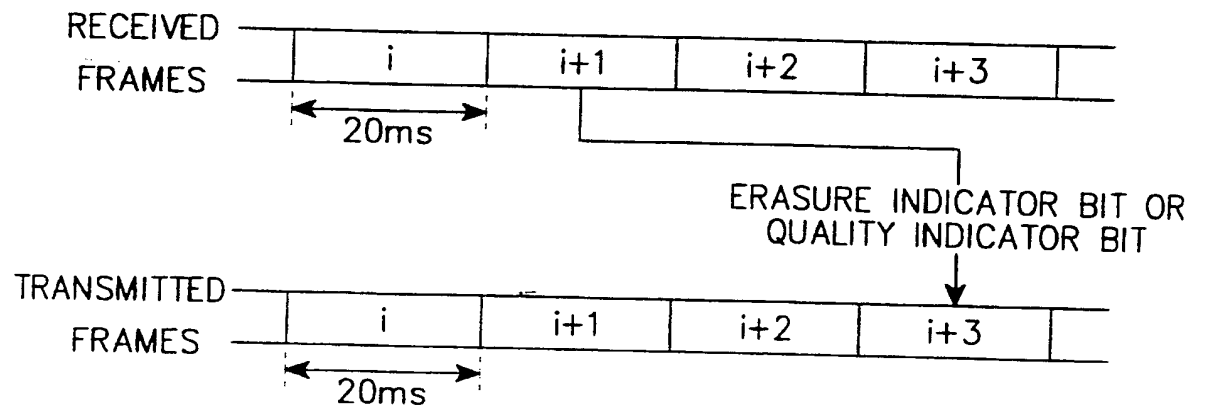 RECEIVED
FRAMES
i i+1 i+2 i+3
20ms
ERASURE INDICATOR BIT OR
QUALITY INDICATOR BIT
TRANSMITTED
FRAMES
i i+1 i+2 i+3
20ms